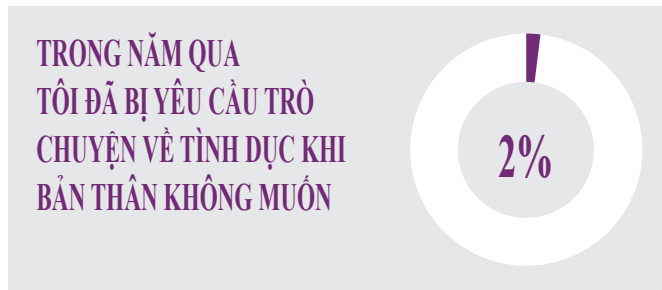 TRONG NĂM QUA
TÔI ĐÃ BỊ YÊU CẦU TRÒ
CHUYỆN VỀ TÌNH DỤC KHI
BẢN THÂN KHÔNG MUỐN
2%